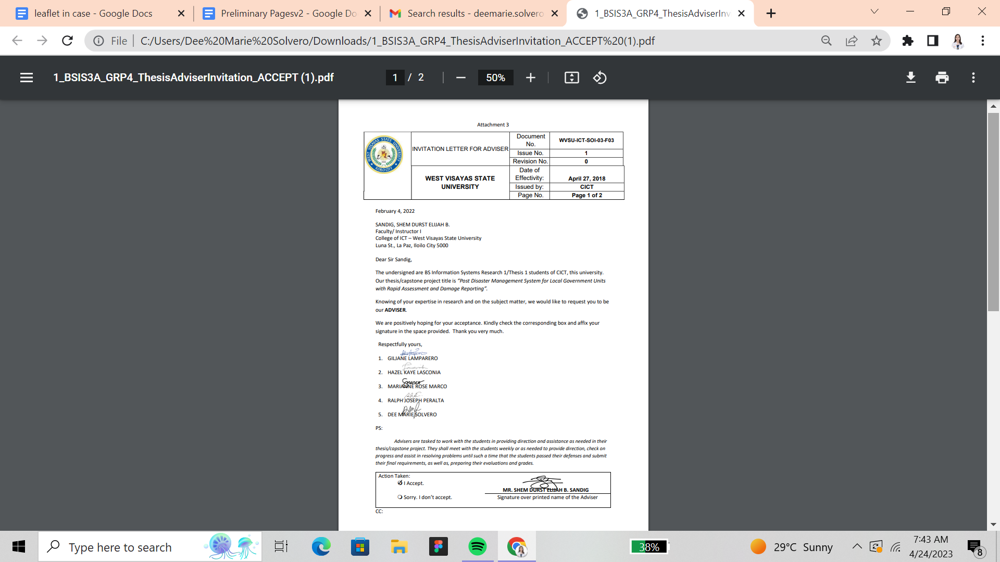 leaflet in case - Google Docs
Preliminary Pagesv2 - Google Do
Search results - deemarie.solvero
1_BSIS3A_GRP4_ThesisAdviserInv
File
C:/Users/Dee%20Marie%20Solvero/Downloads/1_BSIS3A_GRP4_ThesisAdviserInvitation_ACCEPT%20(1).pdf
1_BSIS3A_GRP4_ThesisAdviserInvitation_ACCEPT (1).pdf
1 / 2
50%
Attachment 3
WEST VISAYAS STATE UNIVERSITY
ILOILO CITY
INVITATION LETTER FOR ADVISER
Document No. WVSU-ICT-SOI-03-F03
Issue No. 1
Revision No. 0
WEST VISAYAS STATE UNIVERSITY
Date of Effectivity: April 27, 2018
Issued by: CICT
Page No. Page 1 of 2
February 4, 2022
SANDIG, SHEM DURST ELIJAH B.
Faculty/ Instructor I
College of ICT – West Visayas State University
Luna St., La Paz, Iloilo City 5000
Dear Sir Sandig,
The undersigned are BS Information Systems Research 1/Thesis 1 students of CICT, this university.
Our thesis/capstone project title is “Post Disaster Management System for Local Government Units
with Rapid Assessment and Damage Reporting”.
Knowing of your expertise in research and on the subject matter, we would like to request you to be
our ADVISER.
We are positively hoping for your acceptance. Kindly check the corresponding box and affix your
signature in the space provided. Thank you very much.
Respectfully yours,
1. GILJANE LAMPARERO
2. HAZEL KAYE LASCONIA
3. MARIANNE ROSE MARCO
4. RALPH JOSEPH PERALTA
5. DEE MARIE SOLVERO
PS:
Advisers are tasked to work with the students in providing direction and assistance as needed in their
thesis/capstone project. They shall meet with the students weekly or as needed to provide direction, check on
progress and assist in resolving problems until such a time that the students passed their defenses and submit
their final requirements, as well as, preparing their evaluations and grades.
Action Taken:
I Accept.
MR. SHEM DURST ELIJAH B. SANDIG
Sorry. I don’t accept.
Signature over printed name of the Adviser
CC:
Type here to search
38%
29°C Sunny
7:43 AM
4/24/2023
8